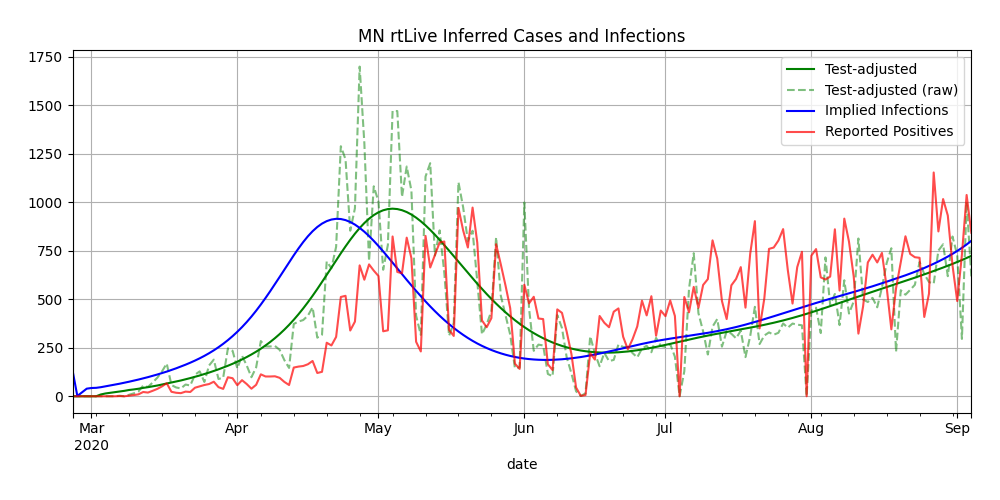 MN rtLive Inferred Cases and Infections
1750
1500
1250
1000
750
500
250
0
Test-adjusted
Test-adjusted (raw)
Implied Infections
Reported Positives
Mar Apr May Jun Jul Aug Sep
2020
date